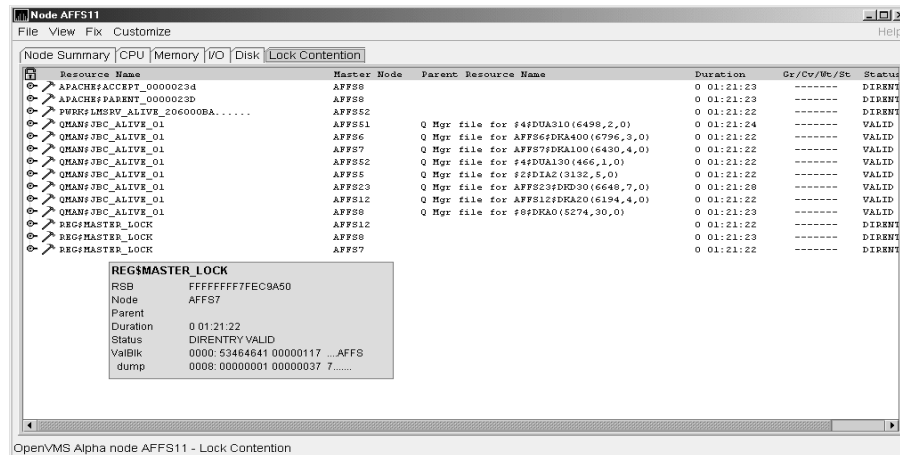 Node AFFS11
File View Fix Customize Help
Node Summary CPU Memory I/O Disk Lock Contention
Resource Name Master Node Parent Resource Name Duration Gr/Cv/Wt/St Status
APACHE$ACCEPT_0000023d AFFS8 0 01:21:23 ------- DIRENT
APACHE$PARENT_0000023D AFFS8 0 01:21:23 ------- DIRENT
PWRK$LMSRV_ALIVE_206000BA...... AFFS52 0 01:21:22 ------- DIRENT
QMAN$JBC_ALIVE_01 AFFS51 Q Mgr file for $4$DUA310(6498,2,0) 0 01:21:24 ------- VALID
QMAN$JBC_ALIVE_01 AFFS6 Q Mgr file for AFFS6$DKA400(6796,3,0) 0 01:21:22 ------- VALID
QMAN$JBC_ALIVE_01 AFFS7 Q Mgr file for AFFS7$DKA100(6430,4,0) 0 01:21:22 ------- VALID
QMAN$JBC_ALIVE_01 AFFS52 Q Mgr file for $4$DUA130(466,1,0) 0 01:21:22 ------- VALID
QMAN$JBC_ALIVE_01 AFFS5 Q Mgr file for $2$DIA2(3132,5,0) 0 01:21:22 ------- VALID
QMAN$JBC_ALIVE_01 AFFS23 Q Mgr file for AFFS23$DKD30(6648,7,0) 0 01:21:28 ------- VALID
QMAN$JBC_ALIVE_01 AFFS12 Q Mgr file for AFFS12$DKA20(6194,4,0) 0 01:21:22 ------- VALID
QMAN$JBC_ALIVE_01 AFFS8 Q Mgr file for $8$DKA0(5274,30,0) 0 01:21:23 ------- VALID
REG$MASTER_LOCK AFFS12 0 01:21:22 ------- DIRENT
REG$MASTER_LOCK AFFS8 0 01:21:23 ------- DIRENT
REG$MASTER_LOCK AFFS7 0 01:21:22 ------- DIRENT
REG$MASTER_LOCK
RSB FFFFFFFF7FEC9A50
Node AFFS7
Parent
Duration 0 01:21:22
Status DIRENTRY VALID
ValBlk 0000: 53464641 00000117 ....AFFS
dump 0008: 00000001 00000037 7.......
OpenVMS Alpha node AFFS11 - Lock Contention